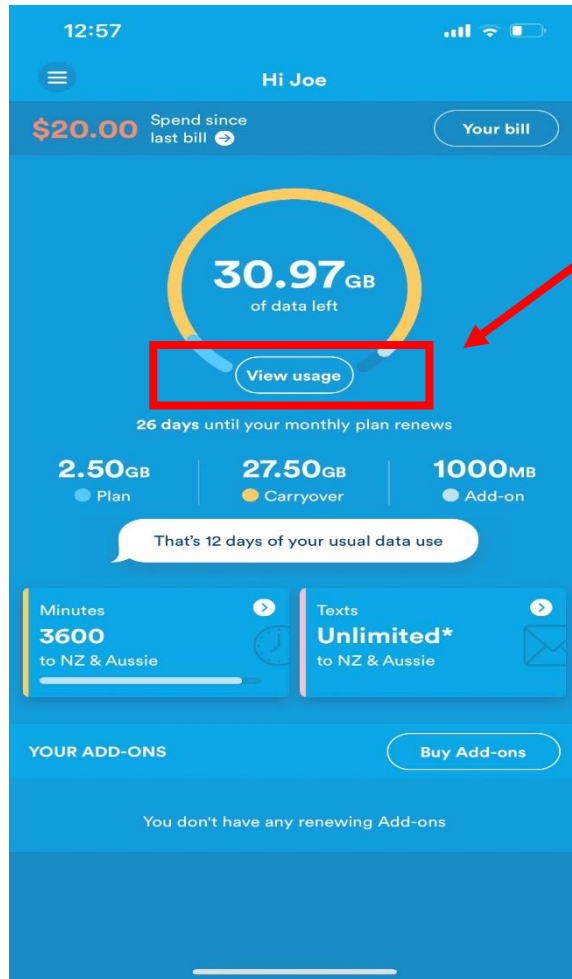 12:57
Hi Joe
$20.00
Spend since
last bill
Your bill
30.97GB
of data left
View usage
26 days until your monthly plan renews
2.50GB
Plan
27.50GB
Carryover
1000MB
Add-on
That's 12 days of your usual data use
Minutes
3600
to NZ & Aussie
Texts
Unlimited*
to NZ & Aussie
YOUR ADD-ONS
Buy Add-ons
You don't have any renewing Add-ons